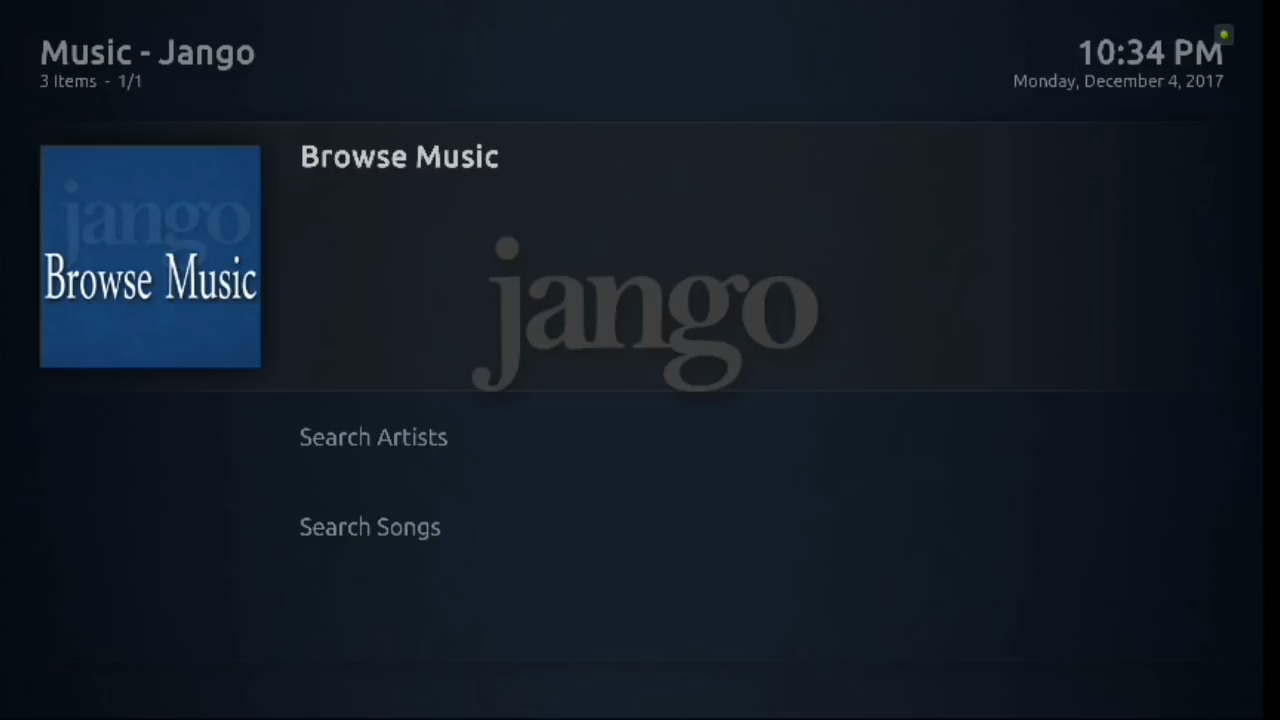 Music - Jango
3 Items - 1/1
10:34 PM
Monday, December 4, 2017
jango
Browse Music
Browse Music
jango
Search Artists
Search Songs